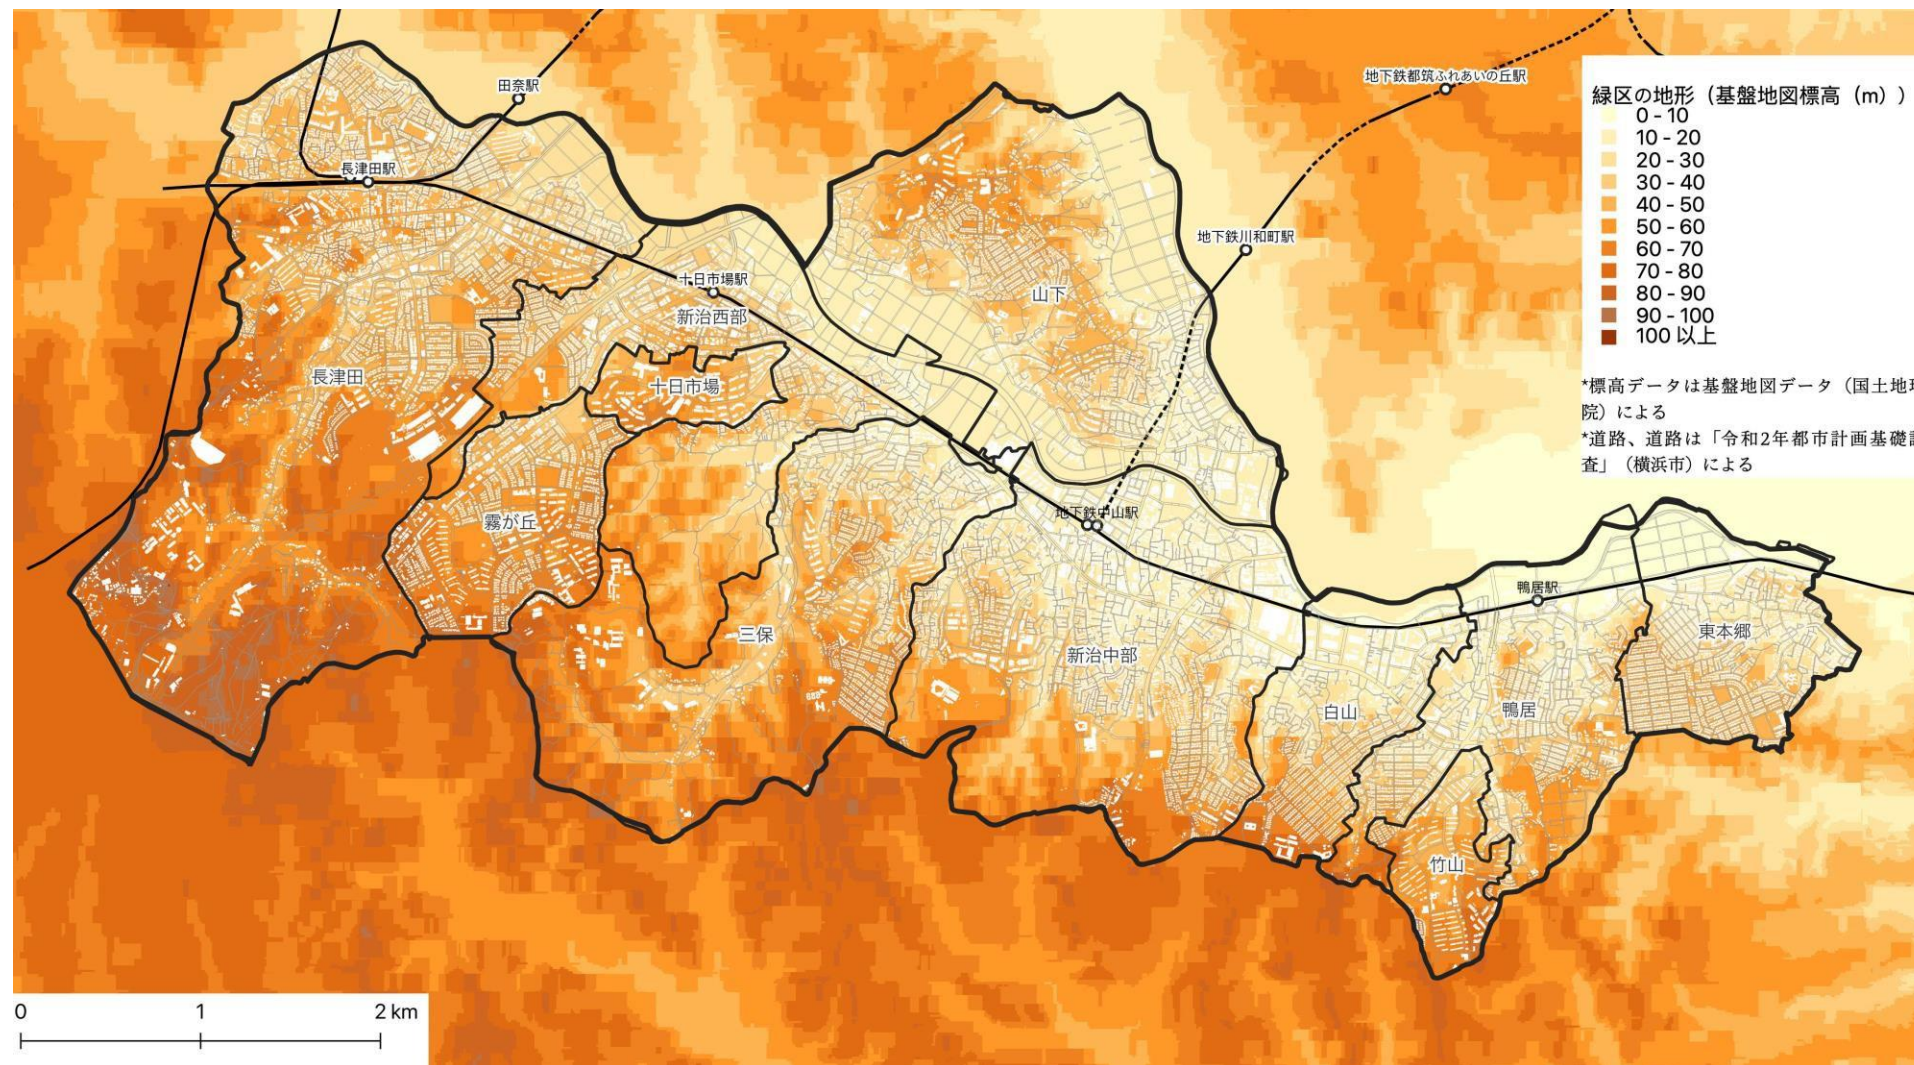 田奈駅
地下鉄都筑ふれあいの丘駅
長津田駅
地下鉄川和町駅
十日市場駅
新治西部
山下
長津田
十日市場
霧が丘
地下鉄中山駅
三保
新治中部
鴨居駅
東本郷
白山
鴨居
竹山
緑区の地形（基盤地図標高（m））
0 - 10
10 - 20
20 - 30
30 - 40
40 - 50
50 - 60
60 - 70
70 - 80
80 - 90
90 - 100
100 以上
*標高データは基盤地図データ（国土地理
院）による
*道路、道路は「令和2年都市計画基礎調
査」（横浜市）による
0 1 2 km